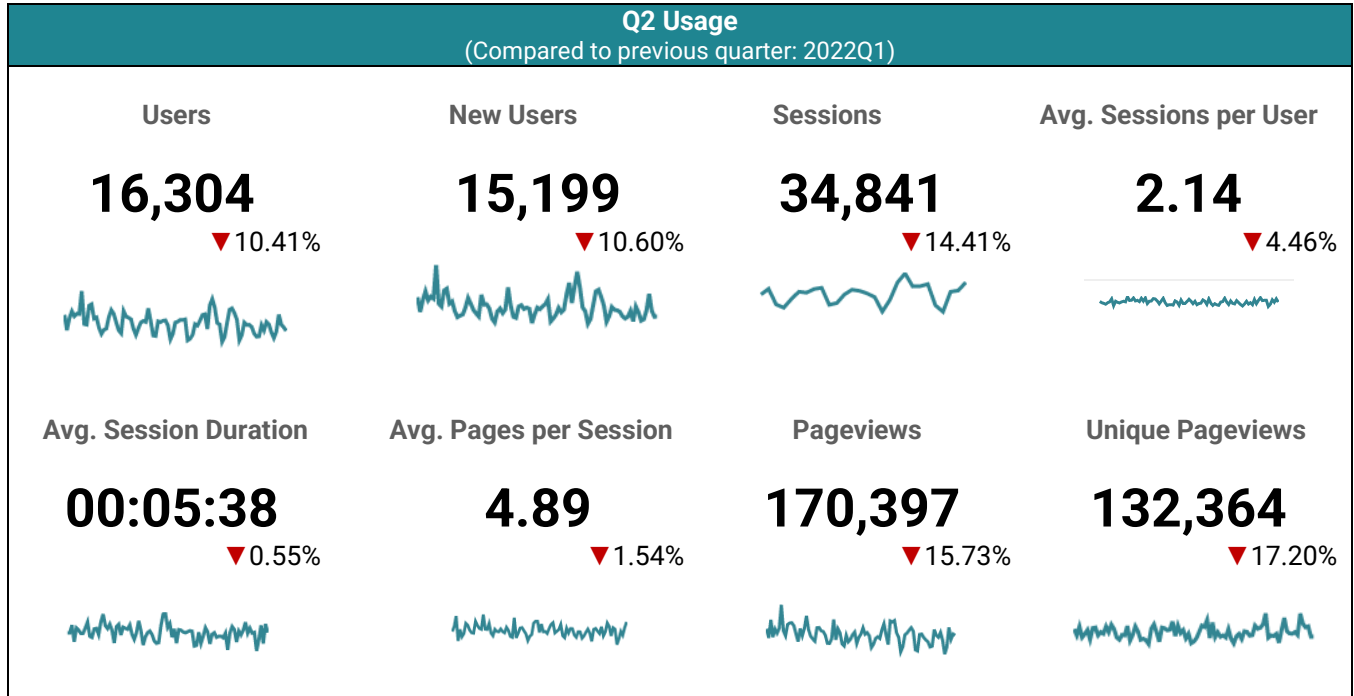 Q2 Usage
(Compared to previous quarter: 2022Q1)
Users
New Users
Sessions
Avg. Sessions per User
16,304
15,199
34,841
2.14
▼10.41%
▼10.60%
▼14.41%
▼4.46%
Avg. Session Duration
Avg. Pages per Session
Pageviews
Unique Pageviews
00:05:38
4.89
170,397
132,364
▼0.55%
▼1.54%
▼15.73%
▼17.20%